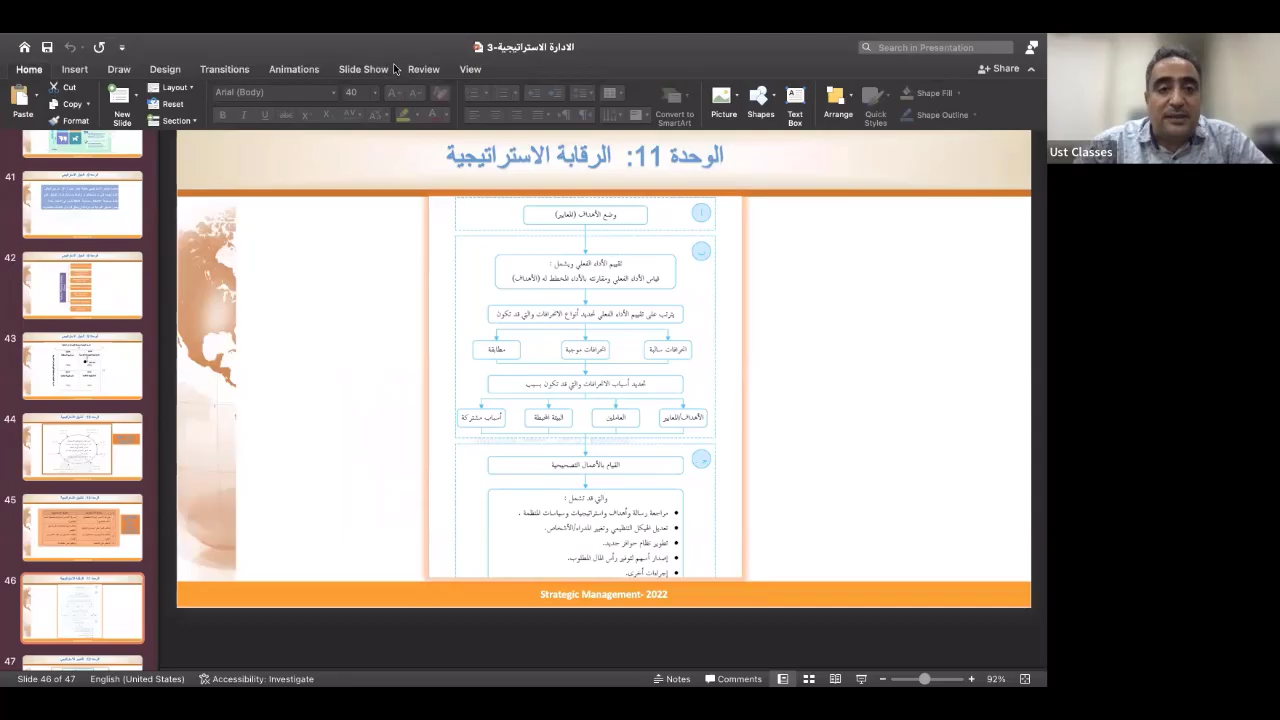 الادارة الاستراتيجية-3
Search in Presentation
Home Insert Draw Design Transitions Animations Slide Show Review View
Share
Paste
Cut
Copy
Format
New Slide
Layout
Reset
Section
Arial (Body) 40
Convert to SmartArt
Picture
Shapes
Text Box
Arrange
Quick Styles
Shape Fill
Shape Outline
Ust Classes
41
42
43
44
45
46
47
الوحدة 11: الرقابة الاستراتيجية
أ
وضع الأهداف (المعايير)
ب
تقييم الأداء الفعلي ويشمل :
قياس الأداء الفعلي ومقارنته بالأداء المخطط له (الأهداف)
يترتب على تقييم الأداء الفعلي تحديد أنواع الانحرافات والتي قد تكون
انحرافات سالبة
انحرافات موجبة
مطابقة
تحديد أسباب الانحرافات والتي قد تكون بسبب
الأهداف/المعايير
العاملين
البيئة المحيطة
أسباب مشتركة
القيام بالأعمال التصحيحية
والتي قد تشمل :
• مراجعة رسالة وأهداف واستراتيجيات وسياسات المنظمة .
• تعديل الهيكل التنظيمي وتغيير المدراء/الأشخاص.
• تطوير نظام حوافز جديد.
• إصدار أسهم لتوفير رأس المال المطلوب.
• إجراءات أخرى.
Strategic Management- 2022
Slide 46 of 47
English (United States)
Accessibility: Investigate
Notes
Comments
92%